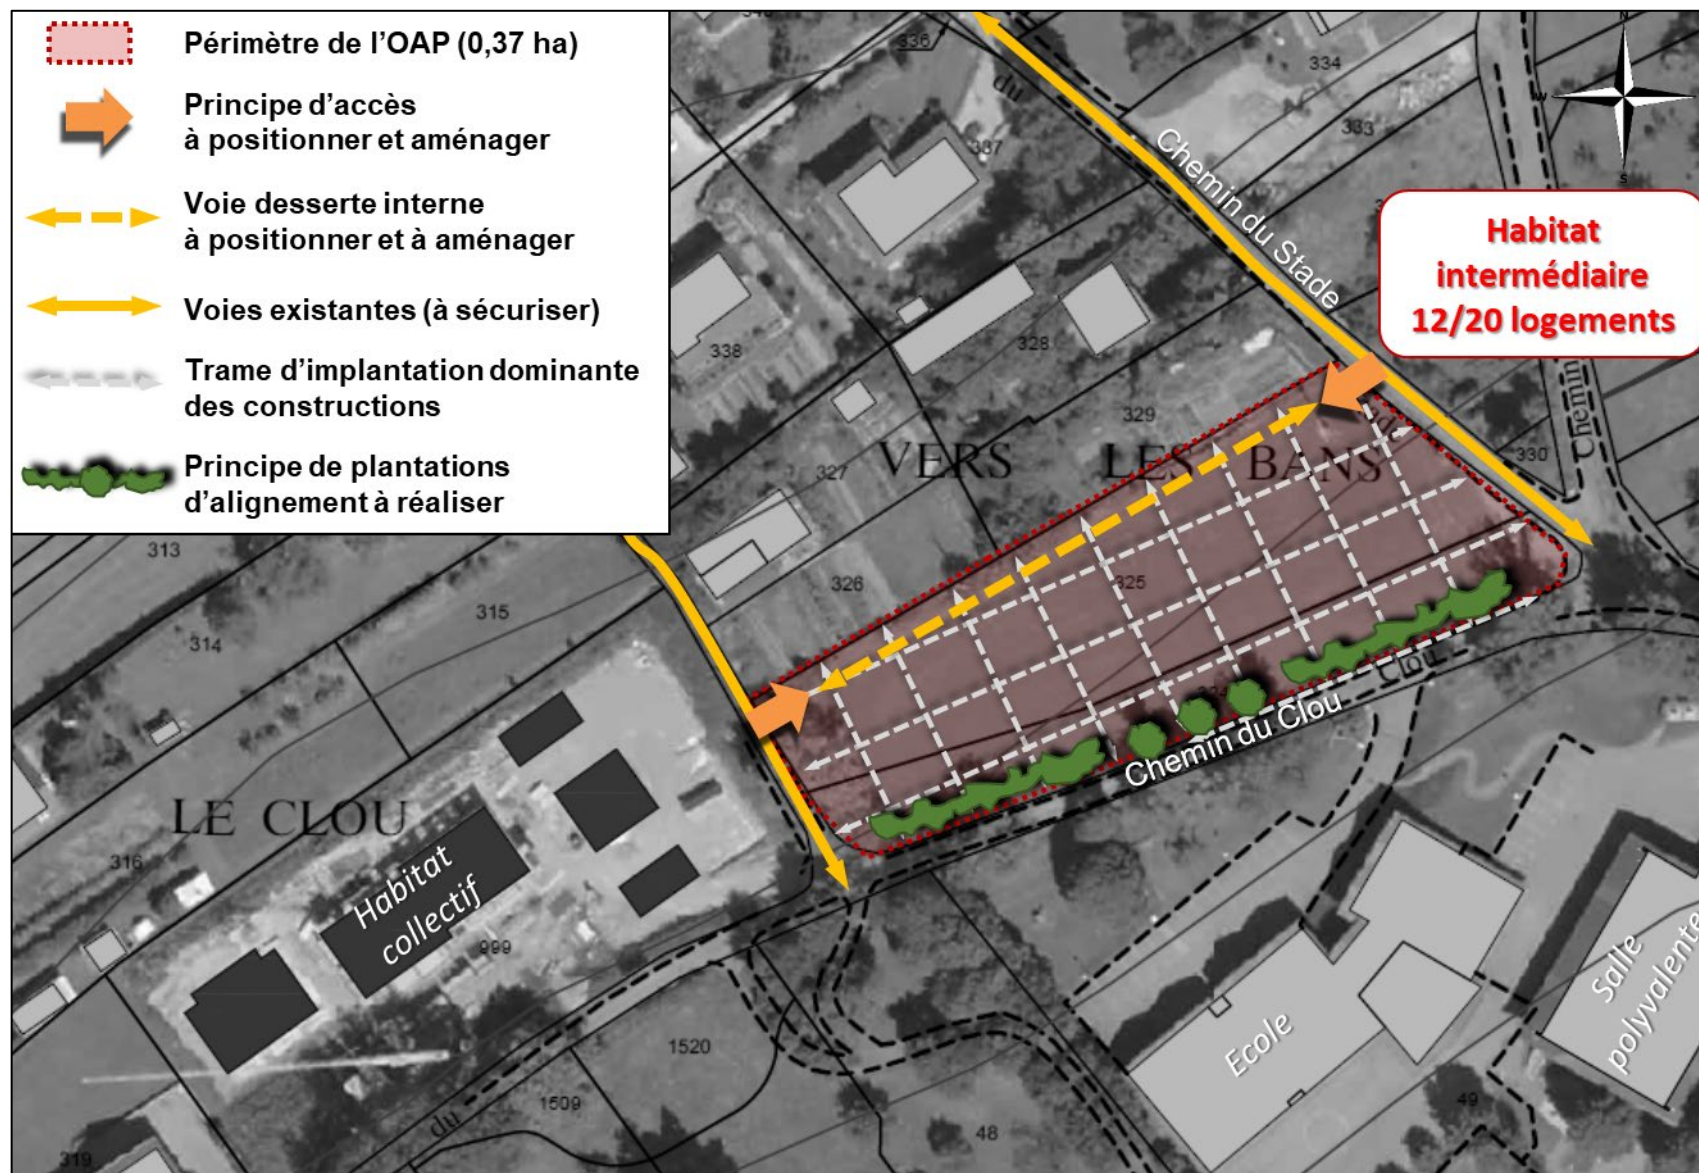 Périmètre de l’OAP (0,37 ha)
Principe d’accès
à positionner et aménager
Voie desserte interne
à positionner et à aménager
Voies existantes (à sécuriser)
Trame d’implantation dominante
des constructions
Principe de plantations
d’alignement à réaliser
336
du
334
333
337
N
W
S
Chemin du Stade
Habitat
intermédiaire
12/20 logements
Chemin
338
328
329
327
330
VERS LES BANS
326
325
313
314
315
316
LE CLOU
Habitat
collectif
999
Clou
Chemin du Clou
Ecole
Salle
polyvalente
1520
1509
du
48
49
319